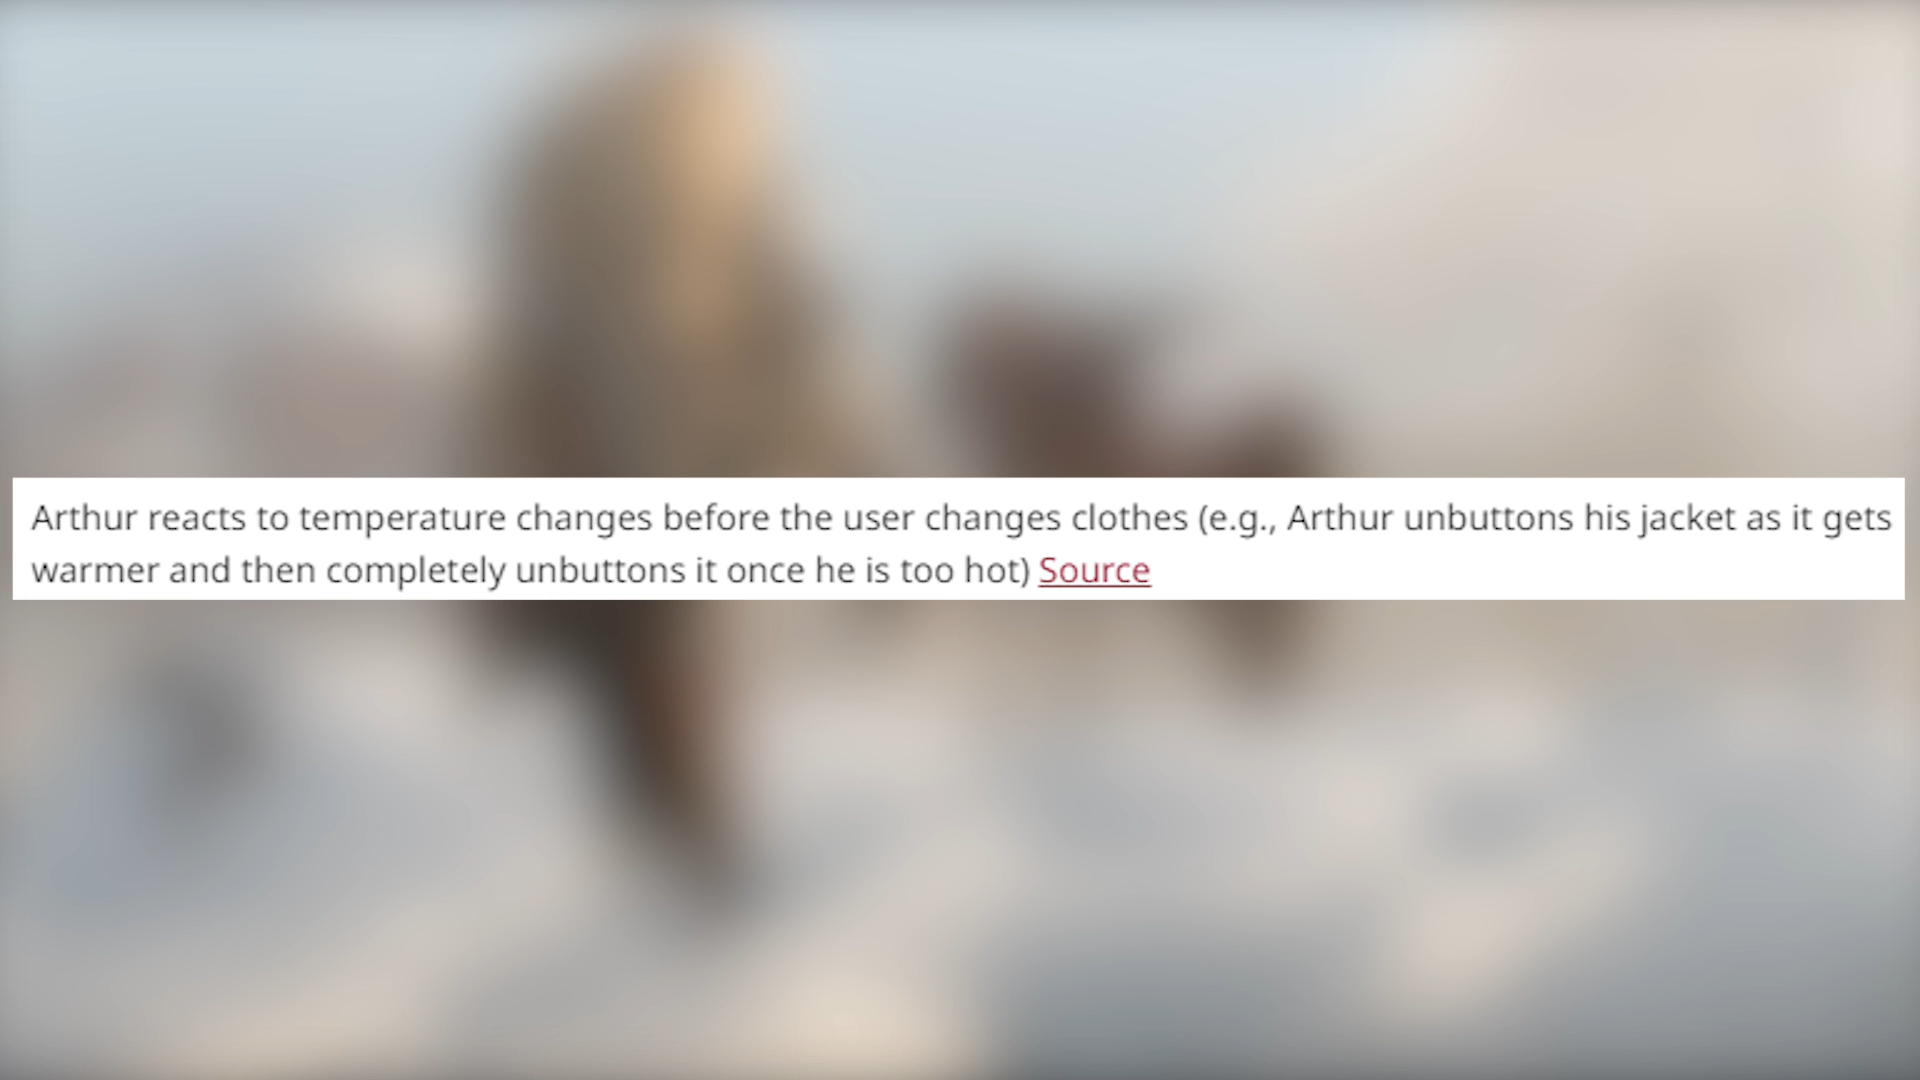 Arthur reacts to temperature changes before the user changes clothes (e.g., Arthur unbuttons his jacket as it gets
warmer and then completely unbuttons it once he is too hot) Source